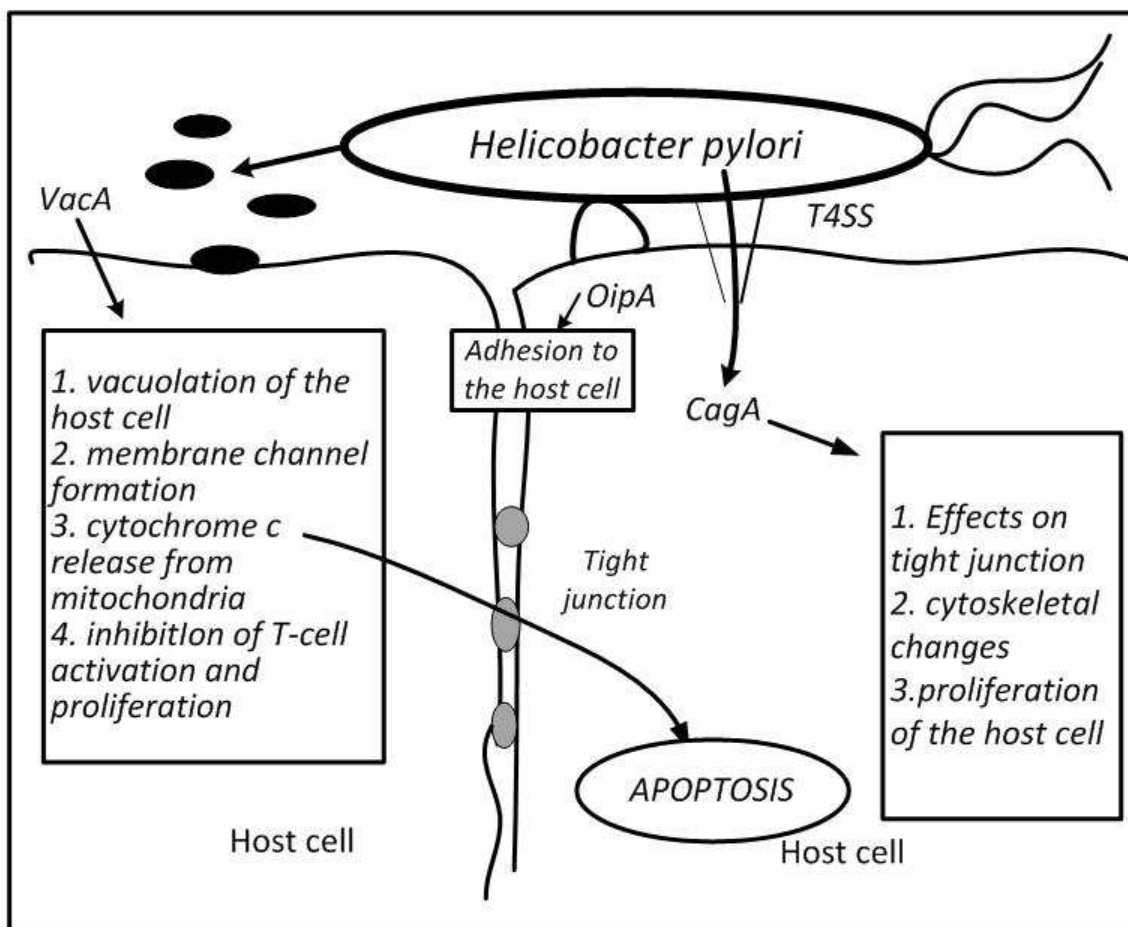 Helicobacter pylori
VacA
T4SS
OipA
Adhesion to
the host cell
CagA
1. vacuolation of the
host cell
2. membrane channel
formation
3. cytochrome c
release from
mitochondria
4. inhibitIon of T-cell
activation and
proliferation
Tight
junction
1. Effects on
tight junction
2. cytoskeletal
changes
3.proliferation
of the host cell
APOPTOSIS
Host cell
Host cell